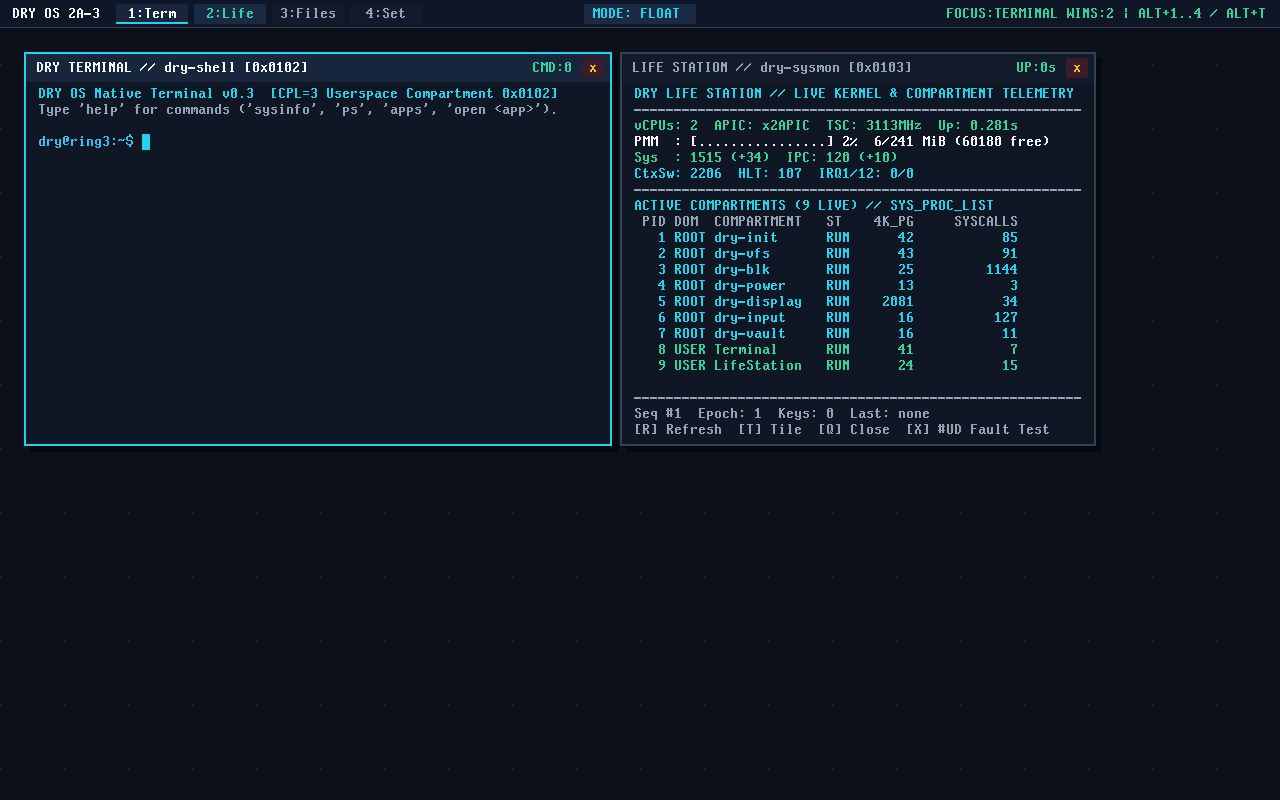 DRY OS 2A-3 1:Term 2:Life 3:Files 4:Set MODE: FLOAT FOCUS:TERMINAL WINS:2 ¦ ALT+1..4 / ALT+T
DRY TERMINAL // dry-shell [0x0102] CMD:0 x
DRY OS Native Terminal v0.3 [CPL=3 Userspace Compartment 0x0102]
Type 'help' for commands ('sysinfo', 'ps', 'apps', 'open <app>').
dry@ring3:~$
LIFE STATION // dry-sysmon [0x0103] UP:0s x
DRY LIFE STATION // LIVE KERNEL & COMPARTMENT TELEMETRY
vCPUs: 2 APIC: x2APIC TSC: 3113MHz Up: 0.281s
PMM : [................] 2% 6/241 MiB (60180 free)
Sys : 1515 (+34) IPC: 120 (+10)
CtxSw: 2206 HLT: 107 IRQ1/12: 0/0
ACTIVE COMPARTMENTS (9 LIVE) // SYS_PROC_LIST
PID DOM COMPARTMENT ST 4K_PG SYSCALLS
1 ROOT dry-init RUN 42 85
2 ROOT dry-vfs RUN 43 91
3 ROOT dry-blk RUN 25 1144
4 ROOT dry-power RUN 13 3
5 ROOT dry-display RUN 2081 34
6 ROOT dry-input RUN 16 127
7 ROOT dry-vault RUN 16 11
8 USER Terminal RUN 41 7
9 USER LifeStation RUN 24 15
Seq #1 Epoch: 1 Keys: 0 Last: none
[R] Refresh [T] Tile [Q] Close [X] #UD Fault Test